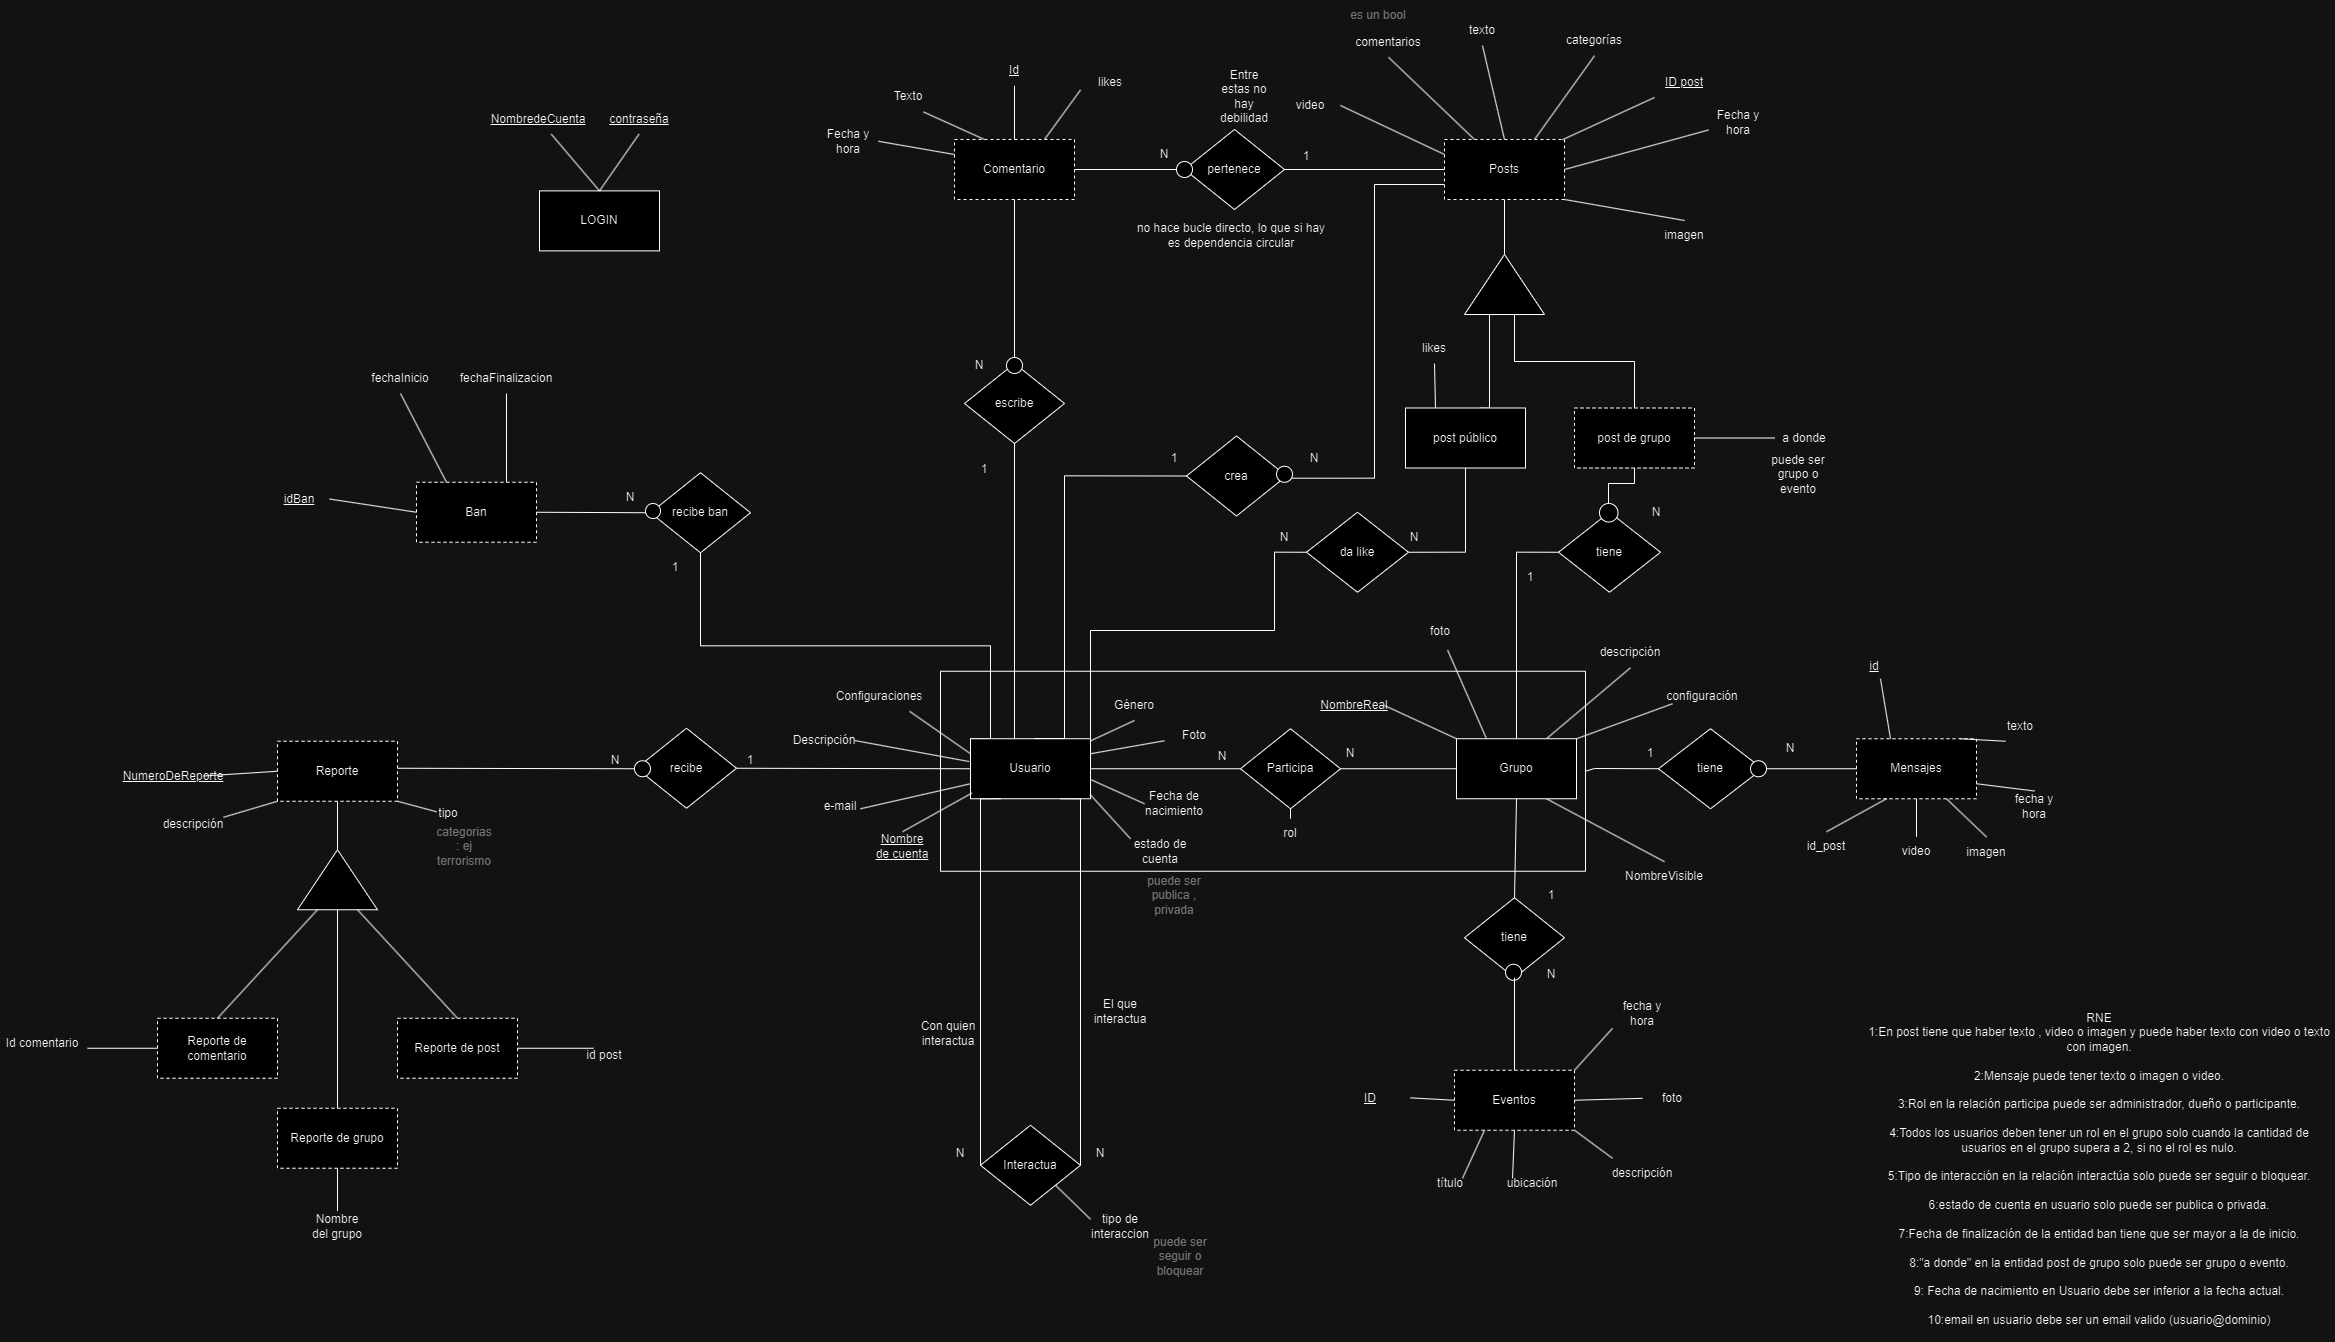 es un bool
comentarios
texto
categorías
ID post
Fecha y
hora
video
imagen
Posts
Id
Texto
likes
Fecha y
hora
Comentario
N
Entre
estas no
hay
debilidad
pertenece
1
no hace bucle directo, lo que si hay
es dependencia circular
NombredeCuenta
contraseña
LOGIN
likes
post público
post de grupo
a donde
puede ser
grupo o
evento
N
escribe
1
fechaInicio
fechaFinalizacion
idBan
Ban
N
recibe ban
1
1
crea
N
N
da like
N
N
tiene
1
foto
descripción
configuración
NombreReal
Grupo
NombreVisible
id
texto
Mensajes
fecha y
hora
id_post
video
imagen
1
tiene
N
Configuraciones
Descripción
e-mail
Nombre
de cuenta
Usuario
Género
Foto
Fecha de
nacimiento
estado de
cuenta
puede ser
publica ,
privada
N
Participa
N
rol
NumeroDeReporte
Reporte
descripción
tipo
categorias
: ej
terrorismo
N
recibe
1
1
tiene
N
Id comentario
Reporte de
comentario
Reporte de post
id post
Reporte de grupo
Nombre
del grupo
Con quien
interactua
El que
interactua
N
Interactua
N
tipo de
interaccion
puede ser
seguir o
bloquear
fecha y
hora
ID
Eventos
foto
título
ubicación
descripción
RNE
1:En post tiene que haber texto , video o imagen y puede haber texto con video o texto
con imagen.
2:Mensaje puede tener texto o imagen o video.
3:Rol en la relación participa puede ser administrador, dueño o participante.
4:Todos los usuarios deben tener un rol en el grupo solo cuando la cantidad de
usuarios en el grupo supera a 2, si no el rol es nulo.
5:Tipo de interacción en la relación interactúa solo puede ser seguir o bloquear.
6:estado de cuenta en usuario solo puede ser publica o privada.
7:Fecha de finalización de la entidad ban tiene que ser mayor a la de inicio.
8:"a donde" en la entidad post de grupo solo puede ser grupo o evento.
9: Fecha de nacimiento en Usuario debe ser inferior a la fecha actual.
10:email en usuario debe ser un email valido (usuario@dominio)